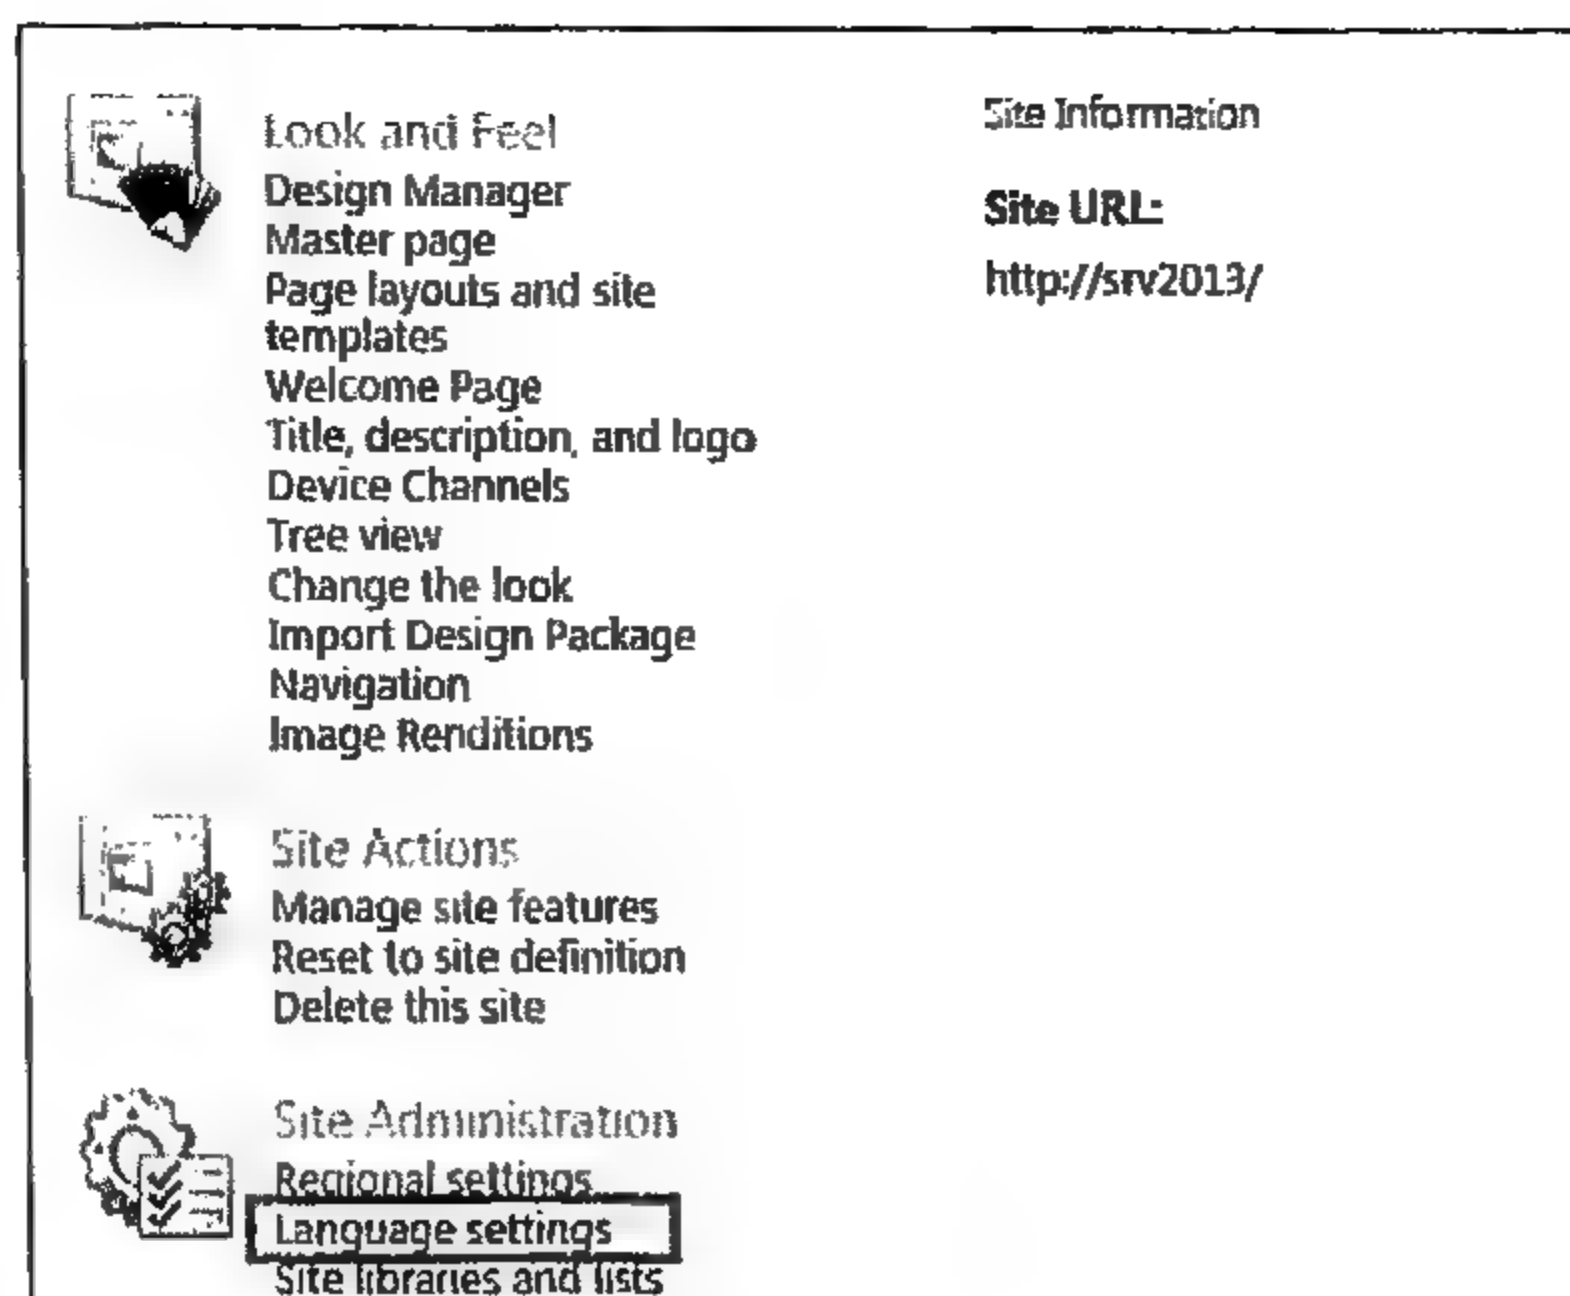 Look and Feel
Design Manager
Master page
Page layouts and site
templates
Welcome Page
Title, description, and logo
Device Channels
Tree view
Change the look
Import Design Package
Navigation
Image Renditions
Site Actions
Manage site features
Reset to site definition
Delete this site
Site Administration
Regional settings
Language settings
Site libraries and lists
Site Information
Site URL:
http://srv2013/